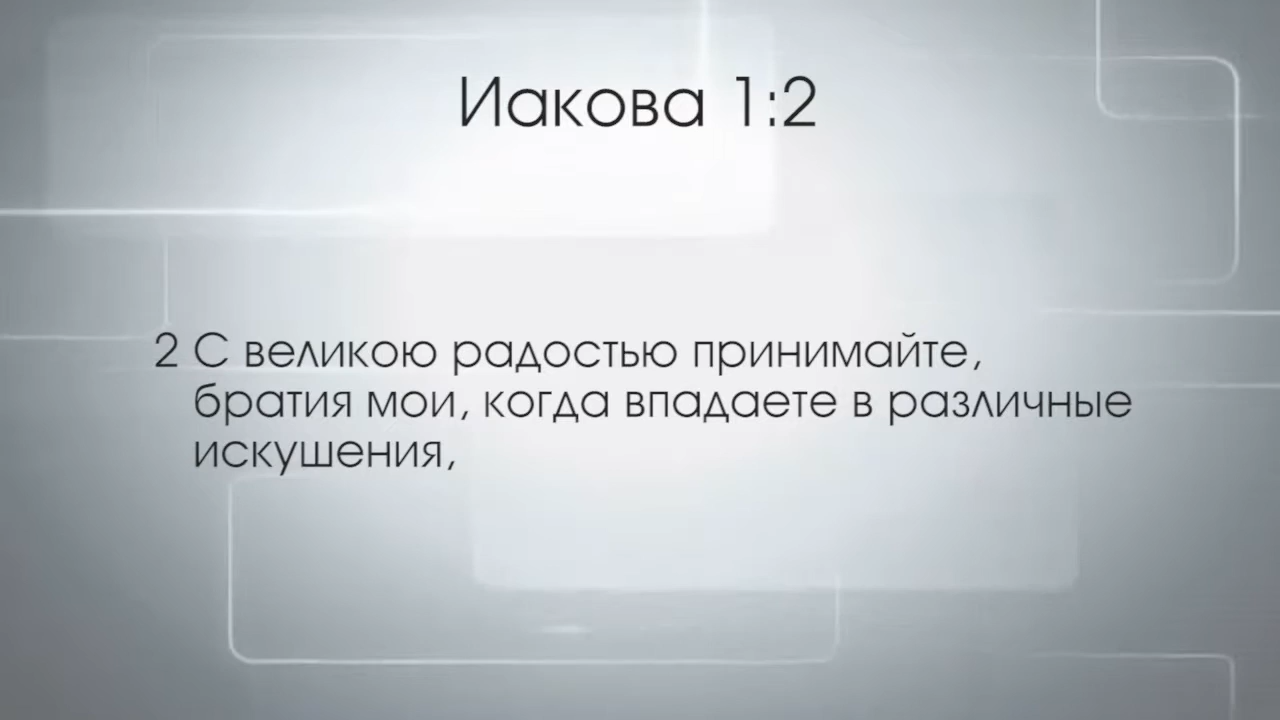 Иакова 1:2
2 С великою радостью принимайте,
братия мои, когда впадаете в различные
искушения,